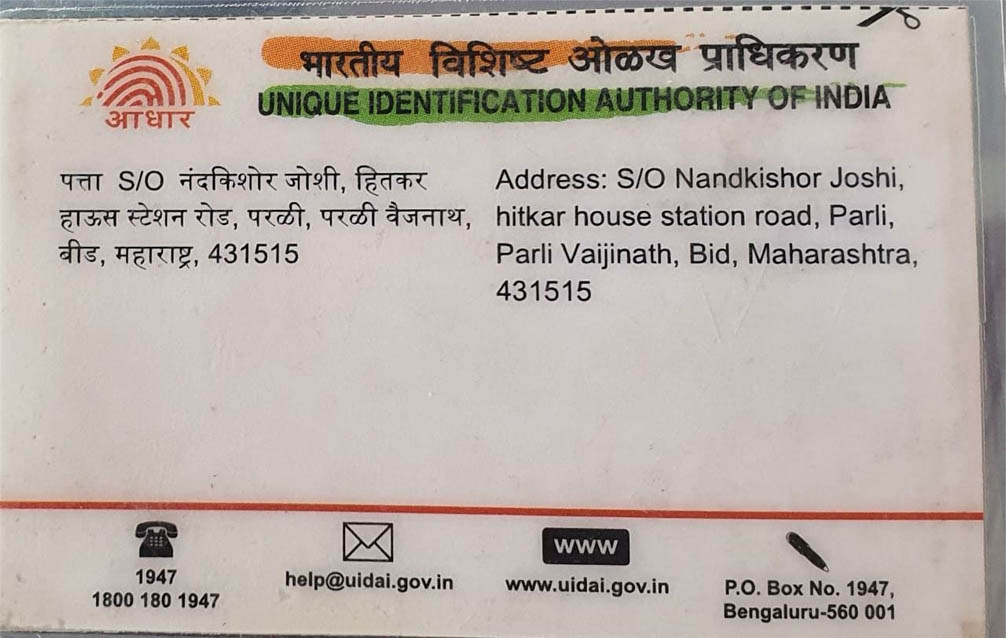 भारतीय विशिष्ट ओळख प्राधिकरण
UNIQUE IDENTIFICATION AUTHORITY OF INDIA
आधार
पत्ता S/O नंदकिशोर जोशी, हितकर
हाऊस स्टेशन रोड, परळी, परळी वैजनाथ,
बीड, महाराष्ट्र, 431515
Address: S/O Nandkishor Joshi,
hitkar house station road, Parli,
Parli Vaijinath, Bid, Maharashtra,
431515
1947
1800 180 1947
help@uidai.gov.in
www
www.uidai.gov.in
P.O. Box No. 1947,
Bengaluru-560 001